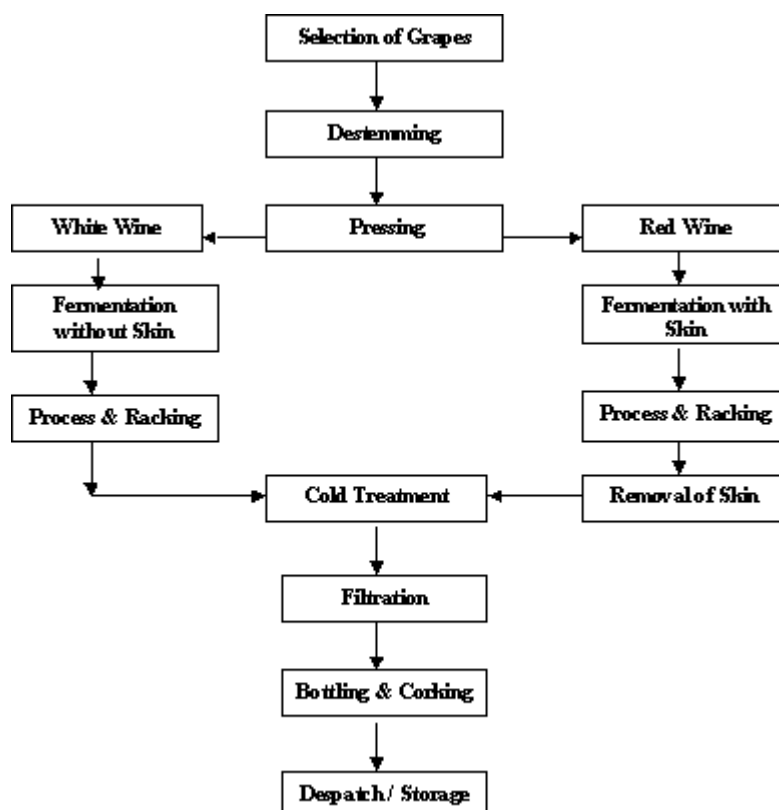 Selection of Grapes
Destemming
White Wine
Pressing
Red Wine
Fermentation
without Skin
Fermentation with
Skin
Process & Racking
Process & Racking
Cold Treatment
Removal of Skin
Filtration
Bottling & Corking
Despatch / Storage